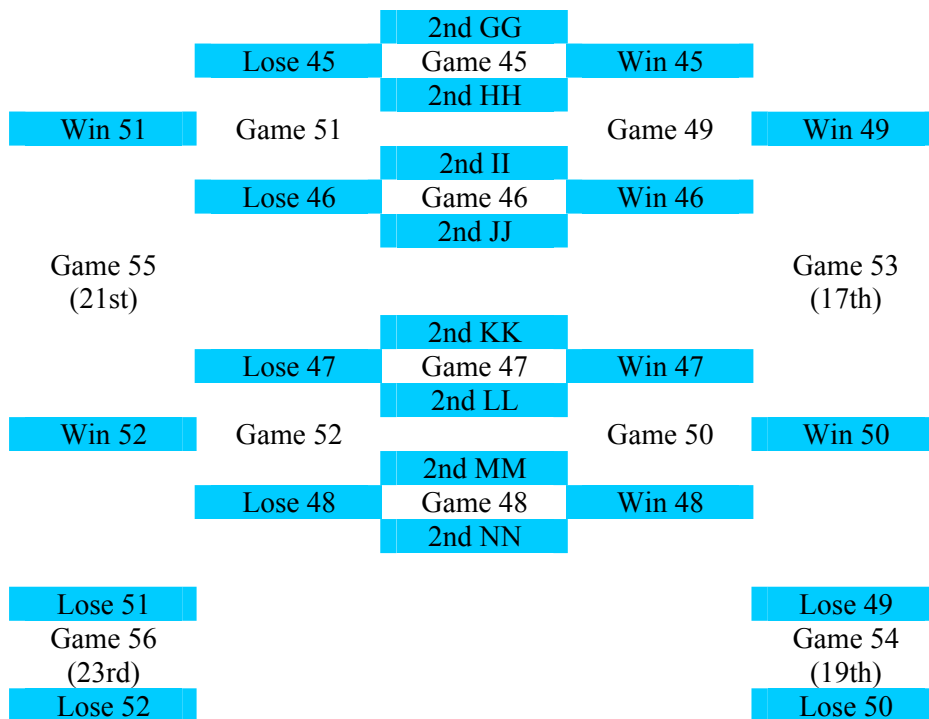 2nd GG
Lose 45 Game 45 Win 45
2nd HH
Win 51 Game 51 Game 49 Win 49
2nd II
Lose 46 Game 46 Win 46
2nd JJ
Game 55 Game 53
(21st) (17th)
2nd KK
Lose 47 Game 47 Win 47
2nd LL
Win 52 Game 52 Game 50 Win 50
2nd MM
Lose 48 Game 48 Win 48
2nd NN
Lose 51 Lose 49
Game 56 Game 54
(23rd) (19th)
Lose 52 Lose 50